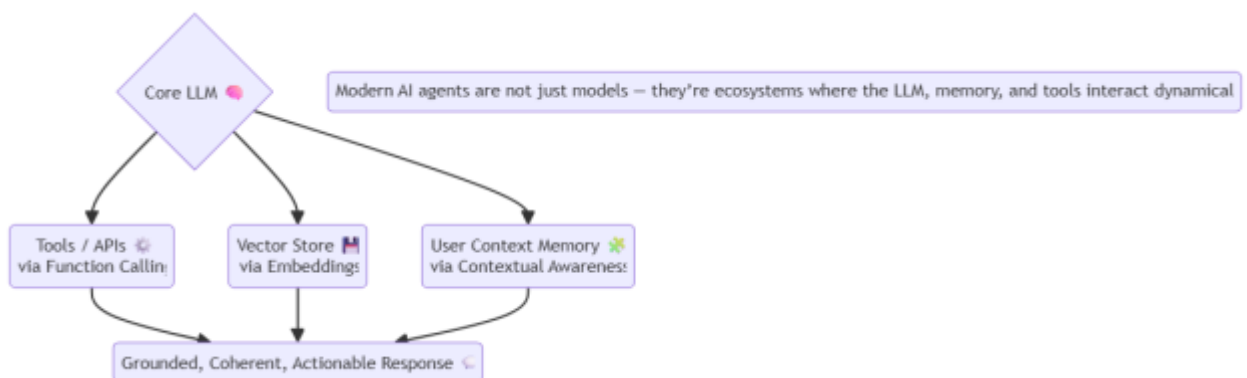 Core LLM 🧠
Modern AI agents are not just models — they’re ecosystems where the LLM, memory, and tools interact dynamical
Tools / APIs ⚙️
via Function Callin
Vector Store 💾
via Embeddings
User Context Memory 🧩
via Contextual Awareness
Grounded, Coherent, Actionable Response